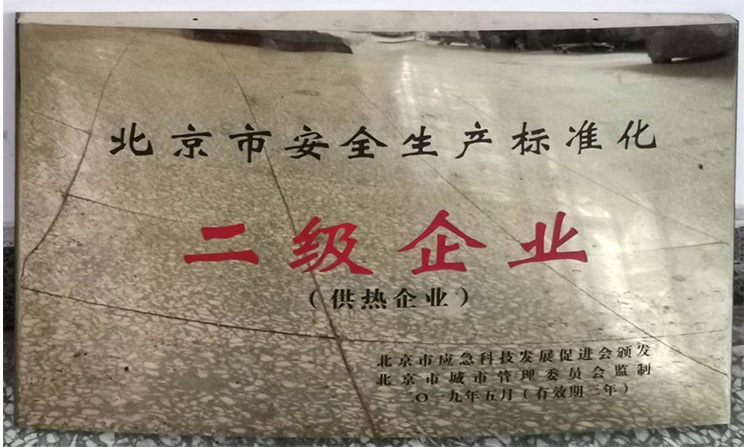 北京市安全生产标准化
二级企业
（供热企业）
北京市应急科技发展促进会颁发
北京市城市管理委员会监制
二〇一九年五月（有效期三年）